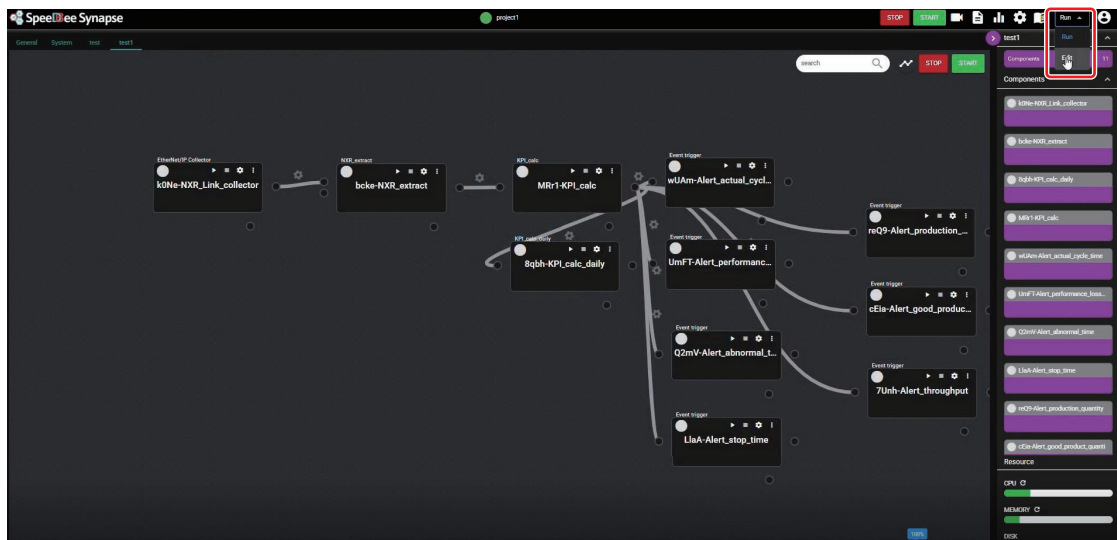 SpeeDee Synapse
project1
STOP
START
Run
Run
Edit
General
System
test
test1
search
STOP
START
EtherNet/IP Collector
k0Ne-NXR_Link_collector
NXR_extract
bcke-NXR_extract
KPI_calc
MRr1-KPI_calc
KPI_calc_daily
8qbh-KPI_calc_daily
Event trigger
wUAm-Alert_actual_cycl...
Event trigger
UmFT-Alert_performanc...
Event trigger
Q2mV-Alert_abnormal_t...
Event trigger
LlaA-Alert_stop_time
Event trigger
reQ9-Alert_production_...
Event trigger
cEia-Alert_good_produc...
Event trigger
7Unh-Alert_throughput
100%
test1
Components
11
Components
k0Ne-NXR_Link_collector
bcke-NXR_extract
8qbh-KPI_calc_daily
MRr1-KPI_calc
wUAm-Alert_actual_cycle_time
UmFT-Alert_performance_loss...
Q2mV-Alert_abnormal_time
LlaA-Alert_stop_time
reQ9-Alert_production_quantity
cEia-Alert_good_product_quanti
Resource
CPU
MEMORY
DISK